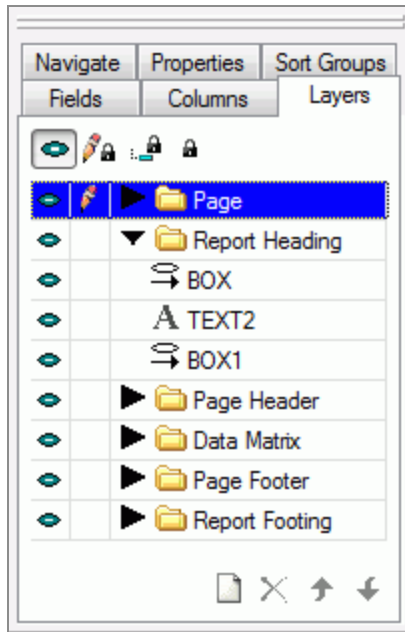 Navigate Properties Sort Groups
Fields Columns Layers
Page
Report Heading
BOX
A TEXT2
BOX1
Page Header
Data Matrix
Page Footer
Report Footing